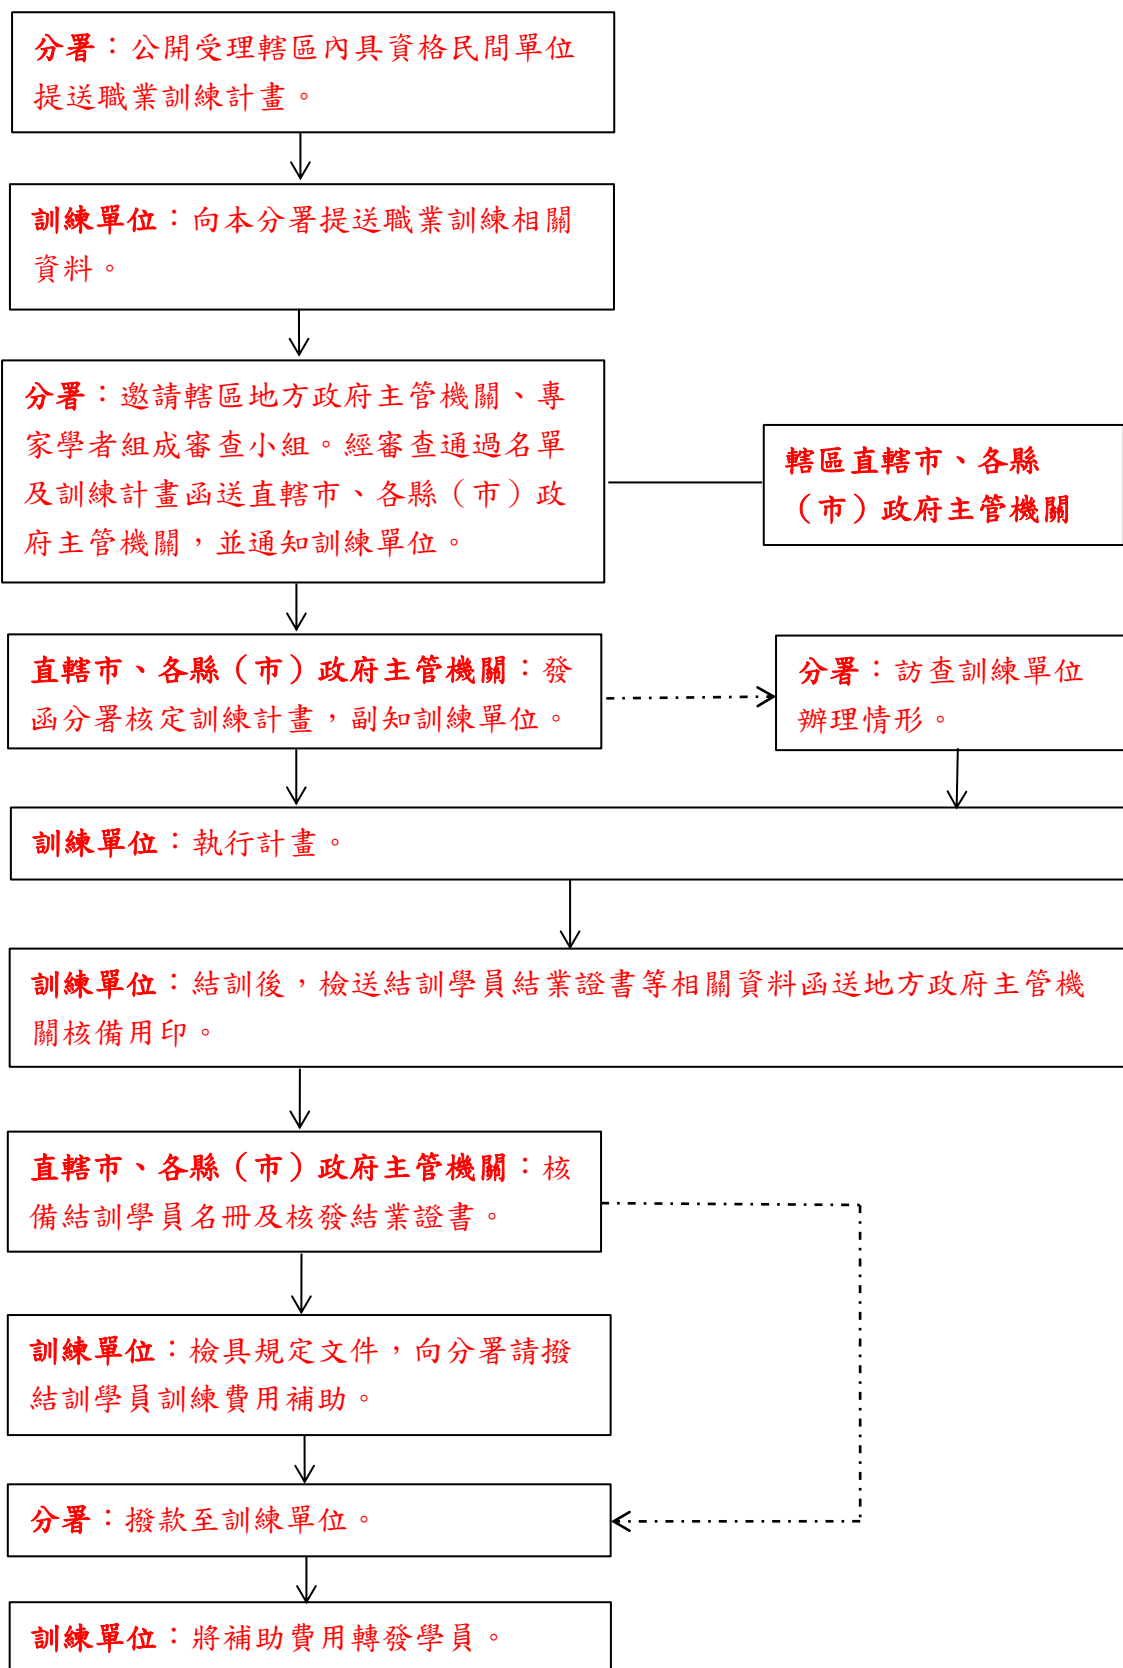 分署：公開受理轄區內具資格民間單位
提送職業訓練計畫。
訓練單位：向本分署提送職業訓練相關
資料。
分署：邀請轄區地方政府主管機關、專
家學者組成審查小組。經審查通過名單
及訓練計畫函送直轄市、各縣（市）政
府主管機關，並通知訓練單位。
轄區直轄市、各縣
（市）政府主管機關
直轄市、各縣（市）政府主管機關：發
函分署核定訓練計畫，副知訓練單位。
分署：訪查訓練單位
辦理情形。
訓練單位：執行計畫。
訓練單位：結訓後，檢送結訓學員結業證書等相關資料函送地方政府主管機
關核備用印。
直轄市、各縣（市）政府主管機關：核
備結訓學員名冊及核發結業證書。
訓練單位：檢具規定文件，向分署請撥
結訓學員訓練費用補助。
分署：撥款至訓練單位。
訓練單位：將補助費用轉發學員。